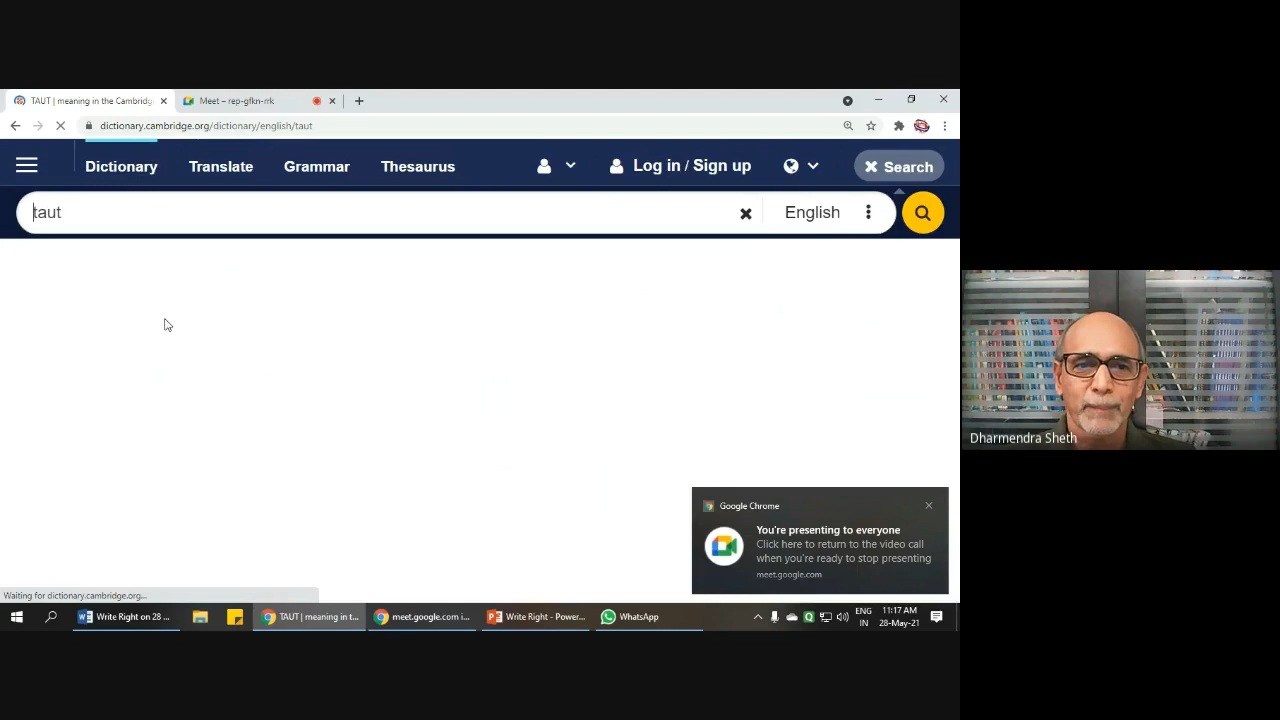 TAUT | meaning in the Cambridg
Meet – rep-gfkn-rrk
dictionary.cambridge.org/dictionary/english/taut
Dictionary
Translate
Grammar
Thesaurus
Log in / Sign up
Search
taut
English
Dharmendra Sheth
Google Chrome
You're presenting to everyone
Click here to return to the video call
when you're ready to stop presenting
meet.google.com
Waiting for dictionary.cambridge.org...
Write Right on 28 ...
TAUT | meaning in t...
meet.google.com i...
Write Right - Power...
WhatsApp
ENG
IN
11:17 AM
28-May-21